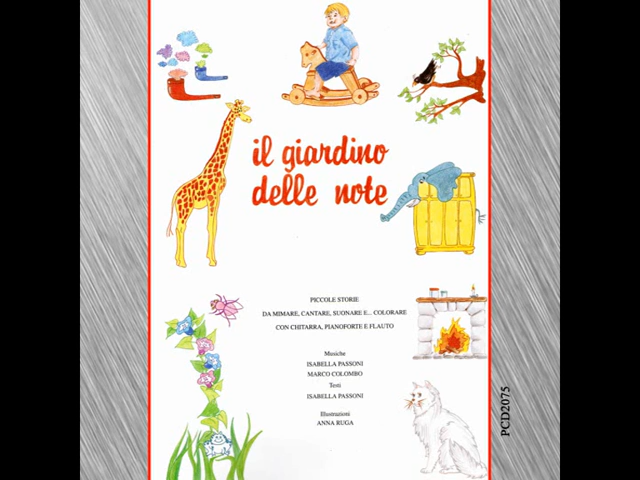 il giardino
delle note
PICCOLE STORIE
DA MIMARE, CANTARE, SUONARE E... COLORARE
CON CHITARRA, PIANOFORTE E FLAUTO
Musiche
ISABELLA PASSONI
MARCO COLOMBO
Testi
ISABELLA PASSONI
Illustrazioni
ANNA RUGA
PCD2075